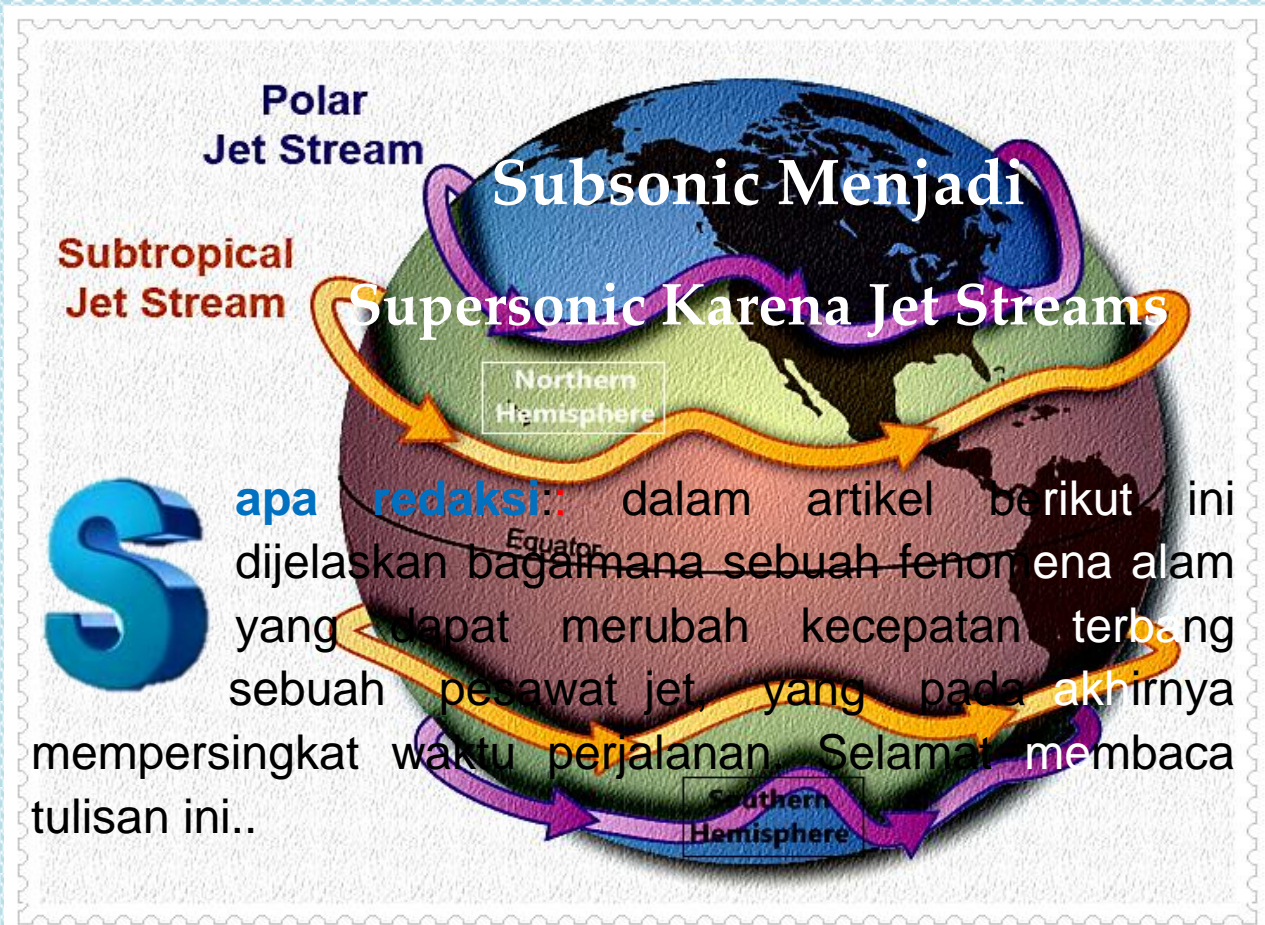 Polar
Jet Stream
Subsonic Menjadi
Subtropical
Jet Stream
Supersonic Karena Jet Streams
Northern
Hemisphere
Sapa redaksi:: dalam artikel berikut ini
Equator
dijelaskan bagaimana sebuah fenomena alam
yang dapat merubah kecepatan terbang
sebuah pesawat jet, yang pada akhirnya
mempersingkat waktu perjalanan. Selamat membaca
Southern
Hemisphere
tulisan ini..